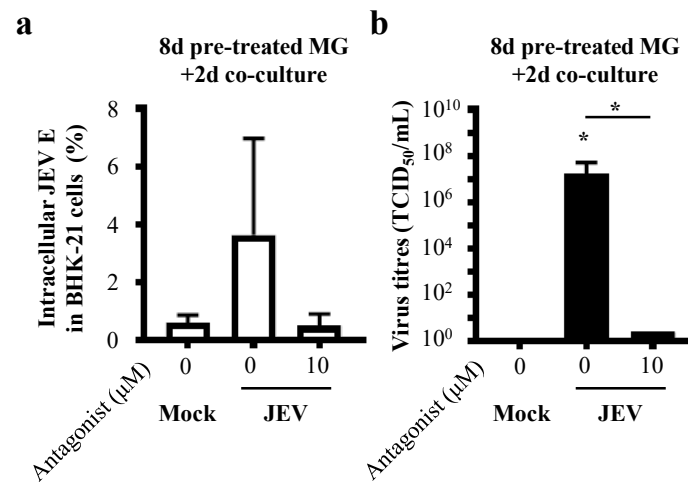 a
8d pre-treated MG
+2d co-culture
Intracellular JEV E
in BHK-21 cells (%)
8
6
4
2
0
0
0
10
Antagonist (µM)
Mock
JEV
b
8d pre-treated MG
+2d co-culture
Virus titres (TCID50/mL)
10^10
10^8
10^6
10^4
10^2
10^0
*
*
0
0
10
Antagonist (µM)
Mock
JEV